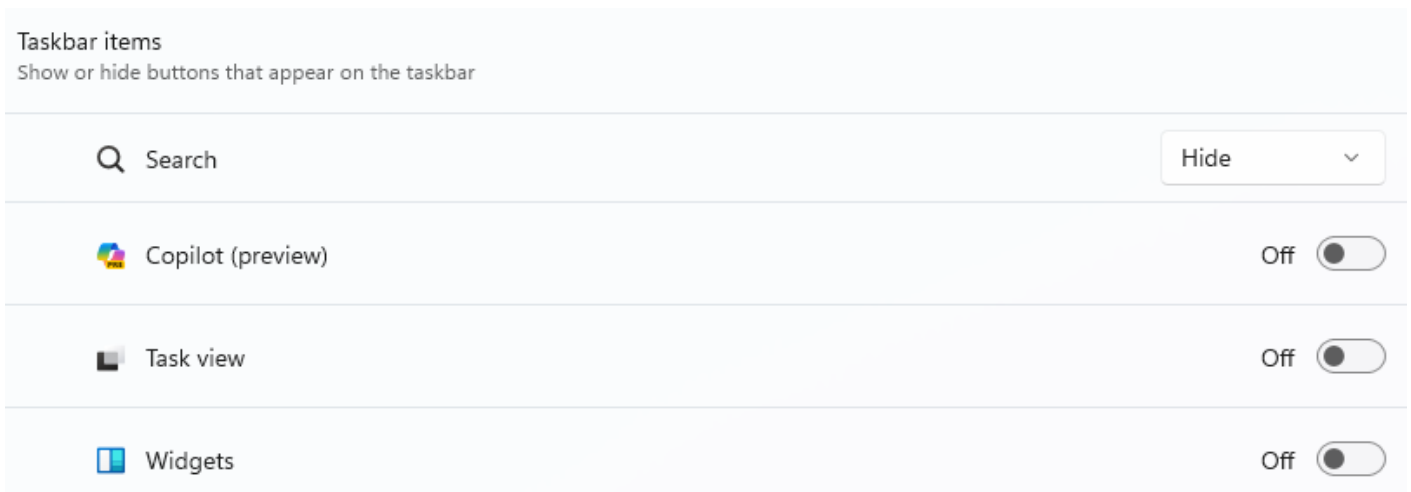 Taskbar items
Show or hide buttons that appear on the taskbar
Search
Hide
Copilot (preview)
Off
Task view
Off
Widgets
Off